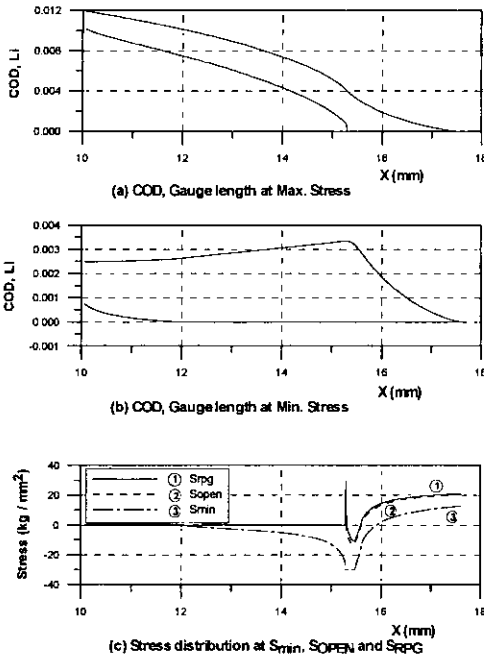 0.012
0.008
0.004
0.000
COD, Li
10
12
14
16
18
X (mm)
(a) COD, Gauge length at Max. Stress
0.004
0.003
0.002
0.001
0.000
-0.001
COD, Li
10
12
14
16
18
X (mm)
(b) COD, Gauge length at Min. Stress
40
20
0
-20
-40
Stress (kg / mm²)
① Srpg
② Sopen
③ Smin
①
②
③
10
12
14
16
18
X (mm)
(c) Stress distribution at Smin, SOPEN and SRPG